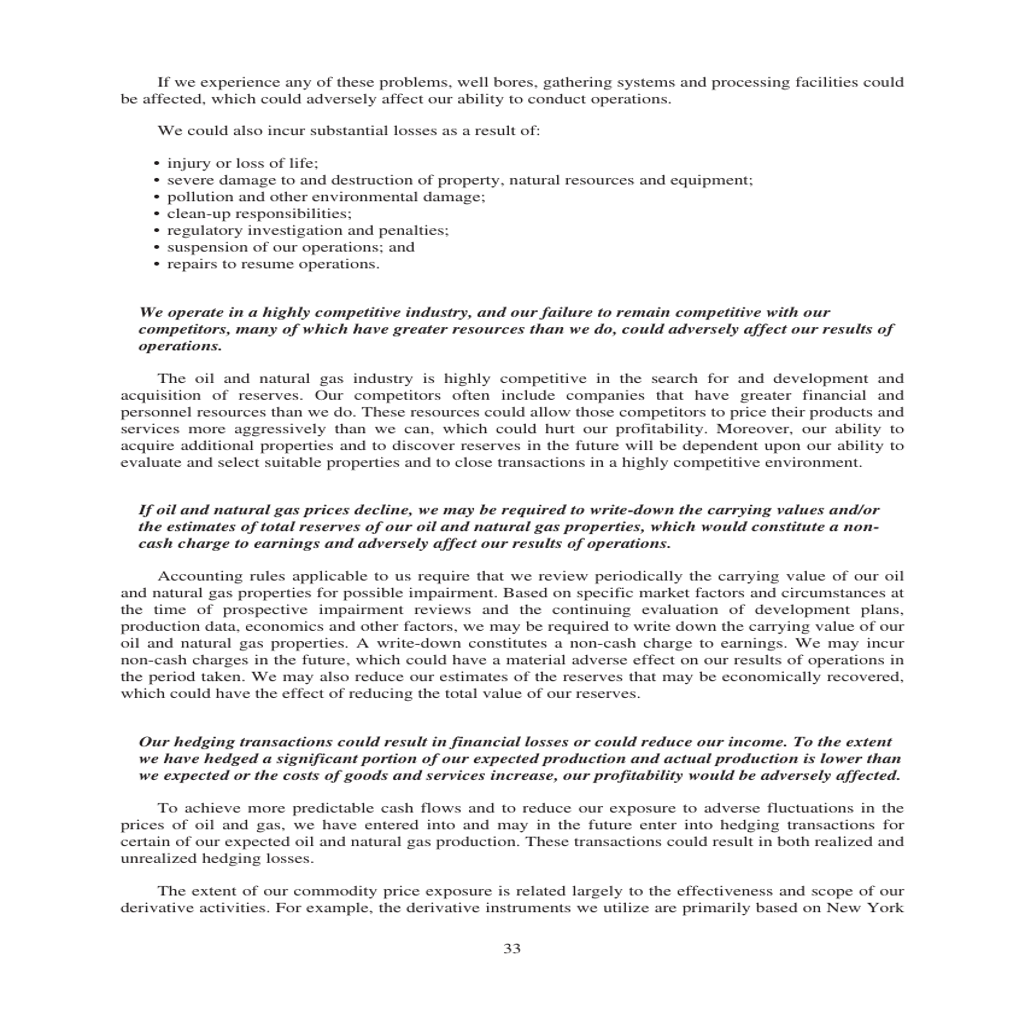 If we experience any of these problems, well bores, gathering systems and processing facilities could
be affected, which could adversely affect our ability to conduct operations.
We could also incur substantial losses as a result of:
• injury or loss of life;
• severe damage to and destruction of property, natural resources and equipment;
• pollution and other environmental damage;
• clean-up responsibilities;
• regulatory investigation and penalties;
• suspension of our operations; and
• repairs to resume operations.
We operate in a highly competitive industry, and our failure to remain competitive with our
competitors, many of which have greater resources than we do, could adversely affect our results of
operations.
The oil and natural gas industry is highly competitive in the search for and development and
acquisition of reserves. Our competitors often include companies that have greater financial and
personnel resources than we do. These resources could allow those competitors to price their products and
services more aggressively than we can, which could hurt our profitability. Moreover, our ability to
acquire additional properties and to discover reserves in the future will be dependent upon our ability to
evaluate and select suitable properties and to close transactions in a highly competitive environment.
If oil and natural gas prices decline, we may be required to write-down the carrying values and/or
the estimates of total reserves of our oil and natural gas properties, which would constitute a non-
cash charge to earnings and adversely affect our results of operations.
Accounting rules applicable to us require that we review periodically the carrying value of our oil
and natural gas properties for possible impairment. Based on specific market factors and circumstances at
the time of prospective impairment reviews and the continuing evaluation of development plans,
production data, economics and other factors, we may be required to write down the carrying value of our
oil and natural gas properties. A write-down constitutes a non-cash charge to earnings. We may incur
non-cash charges in the future, which could have a material adverse effect on our results of operations in
the period taken. We may also reduce our estimates of the reserves that may be economically recovered,
which could have the effect of reducing the total value of our reserves.
Our hedging transactions could result in financial losses or could reduce our income. To the extent
we have hedged a significant portion of our expected production and actual production is lower than
we expected or the costs of goods and services increase, our profitability would be adversely affected.
To achieve more predictable cash flows and to reduce our exposure to adverse fluctuations in the
prices of oil and gas, we have entered into and may in the future enter into hedging transactions for
certain of our expected oil and natural gas production. These transactions could result in both realized and
unrealized hedging losses.
The extent of our commodity price exposure is related largely to the effectiveness and scope of our
derivative activities. For example, the derivative instruments we utilize are primarily based on New York
33